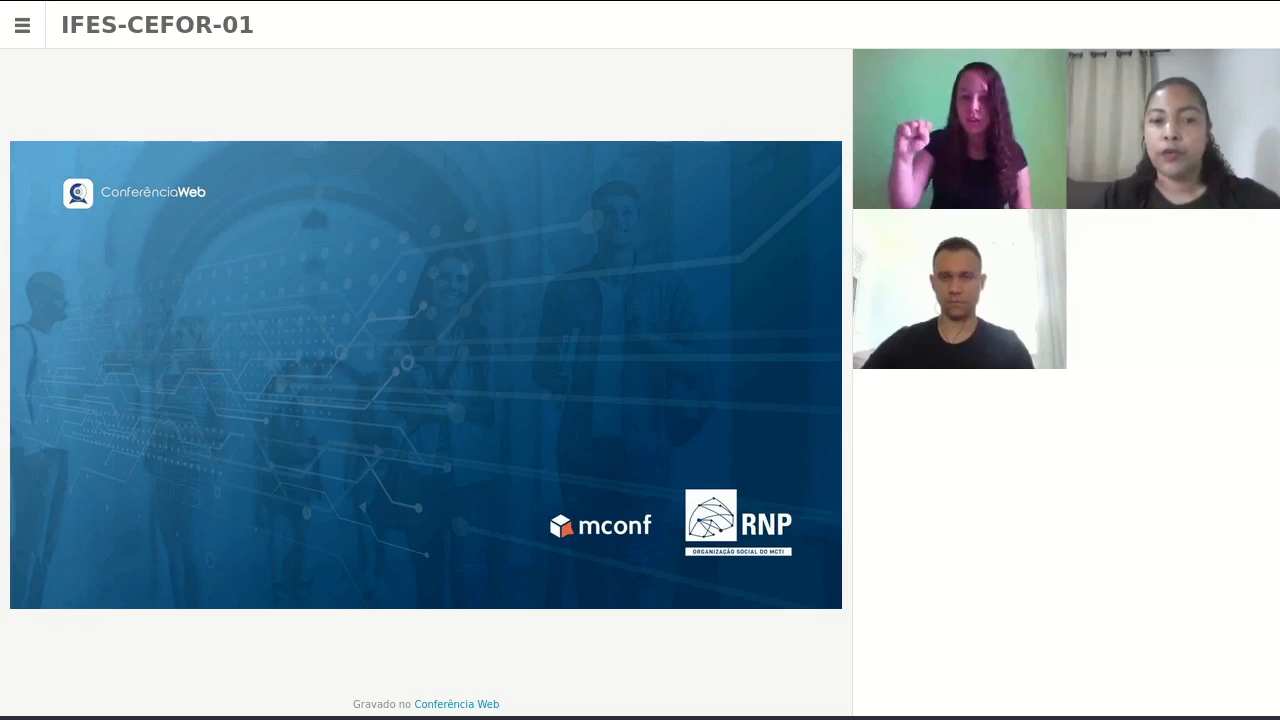 IFES-CEFOR-01
ConferênciaWeb
mconf
RNP
ORGANIZAÇÃO SOCIAL DO MCTI
Gravado no Conferência Web